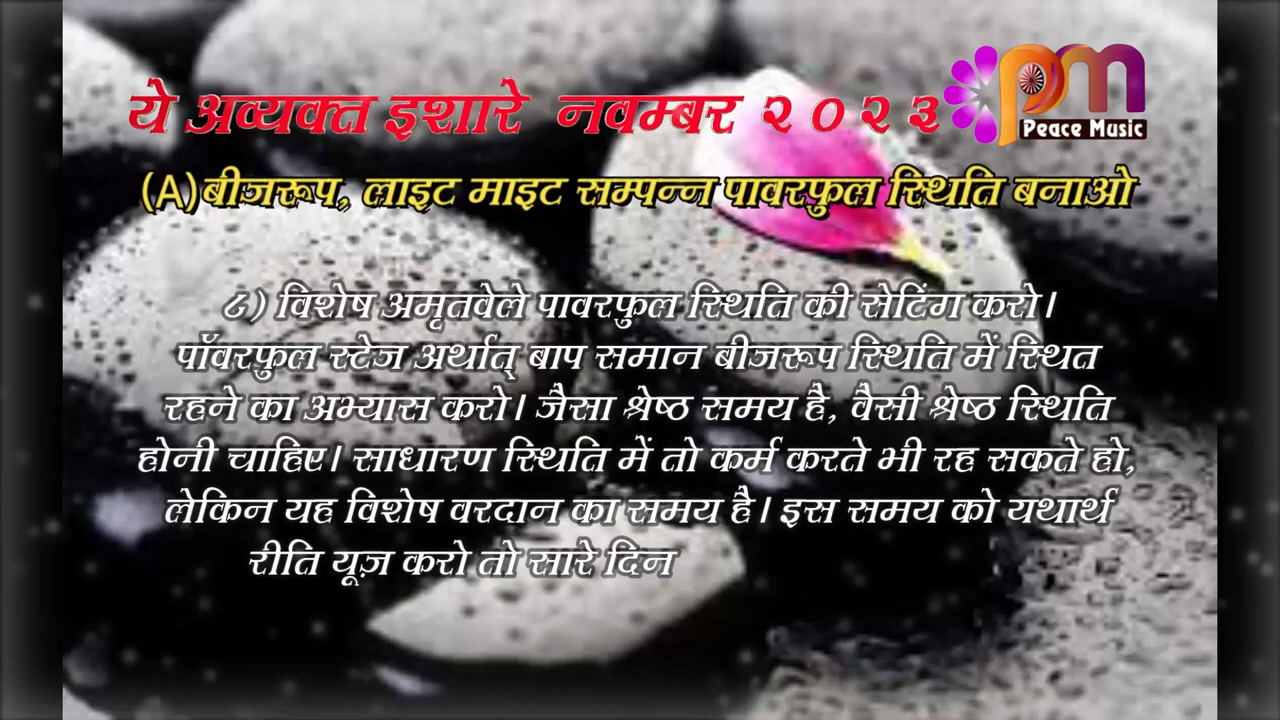 ये अव्यक्त इशारे नवम्बर २०२३
pm
Peace Music
(A)बीजरूप, लाइट माइट सम्पन्न पावरफुल स्थिति बनाओ
८) विशेष अमृतवेले पावरफुल स्थिति की सेटिंग करो।
पॉवरफुल स्टेज अर्थात् बाप समान बीजरूप स्थिति में स्थित
रहने का अभ्यास करो। जैसा श्रेष्ठ समय है, वैसी श्रेष्ठ स्थिति
होनी चाहिए। साधारण स्थिति में तो कर्म करते भी रह सकते हो,
लेकिन यह विशेष वरदान का समय है। इस समय को यथार्थ
रीति यूज़ करो तो सारे दिन